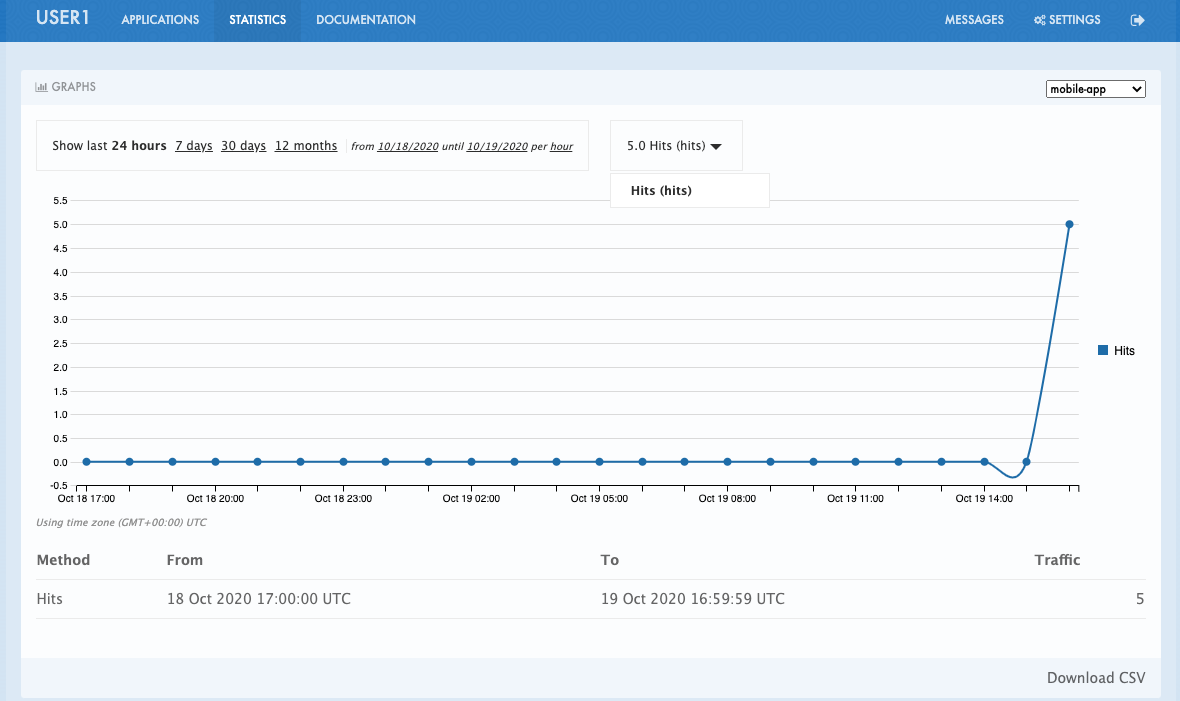 USER1 APPLICATIONS STATISTICS DOCUMENTATION MESSAGES SETTINGS
GRAPHS mobile-app
Show last 24 hours 7 days 30 days 12 months from 10/18/2020 until 10/19/2020 per hour 5.0 Hits (hits)
Hits (hits)
5.5
5.0
4.5
4.0
3.5
3.0
2.5
2.0
1.5
1.0
0.5
0.0
-0.5
Hits
Oct 18 17:00 Oct 18 20:00 Oct 18 23:00 Oct 19 02:00 Oct 19 05:00 Oct 19 08:00 Oct 19 11:00 Oct 19 14:00
Using time zone (GMT+00:00) UTC
Method From To Traffic
Hits 18 Oct 2020 17:00:00 UTC 19 Oct 2020 16:59:59 UTC 5
Download CSV